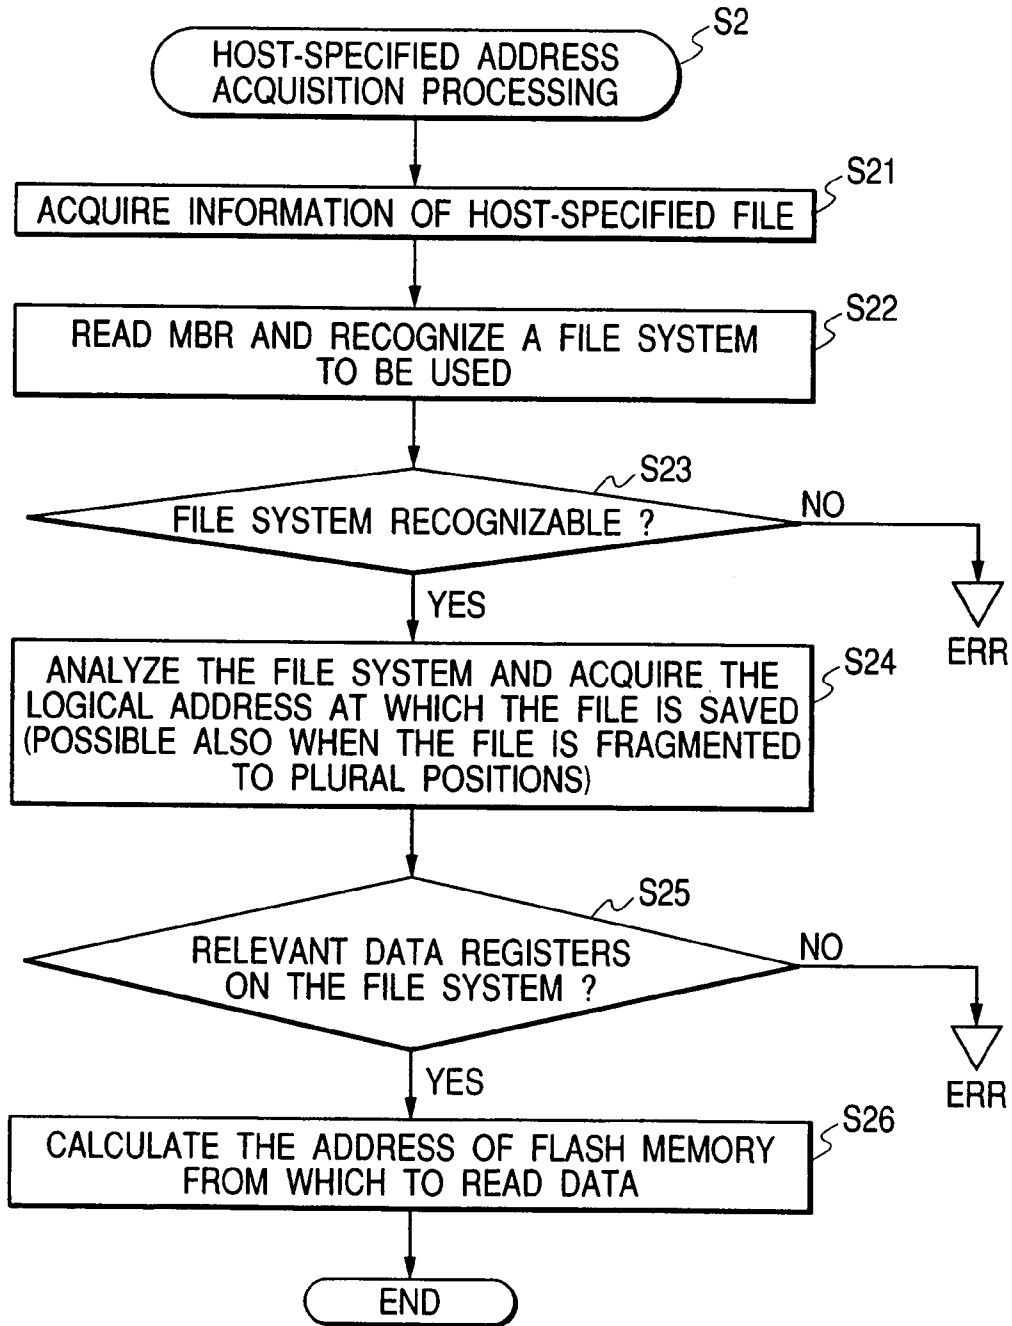 S2
HOST-SPECIFIED ADDRESS
ACQUISITION PROCESSING
S21
ACQUIRE INFORMATION OF HOST-SPECIFIED FILE
S22
READ MBR AND RECOGNIZE A FILE SYSTEM
TO BE USED
S23
FILE SYSTEM RECOGNIZABLE ?
NO
YES
ERR
S24
ANALYZE THE FILE SYSTEM AND ACQUIRE THE
LOGICAL ADDRESS AT WHICH THE FILE IS SAVED
(POSSIBLE ALSO WHEN THE FILE IS FRAGMENTED
TO PLURAL POSITIONS)
S25
RELEVANT DATA REGISTERS
ON THE FILE SYSTEM ?
NO
YES
ERR
S26
CALCULATE THE ADDRESS OF FLASH MEMORY
FROM WHICH TO READ DATA
END